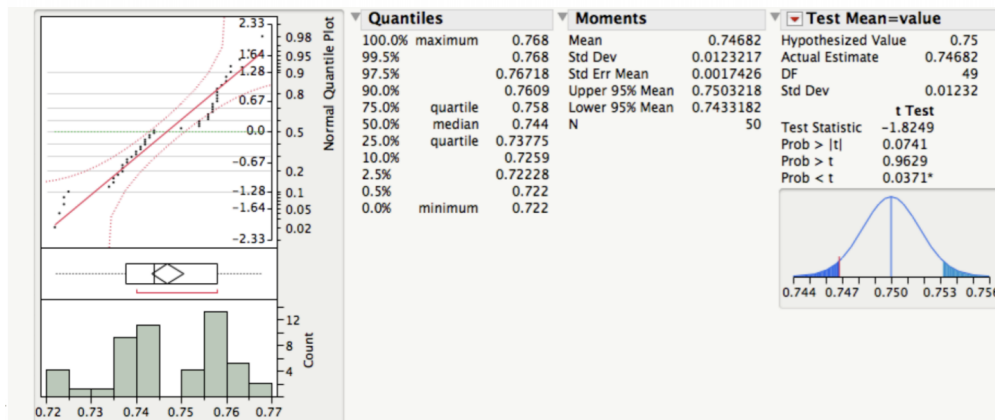 Normal Quantile Plot
2.33
1.64
1.28
0.67
0.0
−0.67
−1.28
−1.64
−2.33
0.98
0.95
0.9
0.8
0.5
0.2
0.1
0.05
0.02
Count
12
8
4
0.72 0.73 0.74 0.75 0.76 0.77
Quantiles
100.0% maximum 0.768
99.5% 0.768
97.5% 0.76718
90.0% 0.7609
75.0% quartile 0.758
50.0% median 0.744
25.0% quartile 0.73775
10.0% 0.7259
2.5% 0.72228
0.5% 0.722
0.0% minimum 0.722
Moments
Mean 0.74682
Std Dev 0.0123217
Std Err Mean 0.0017426
Upper 95% Mean 0.7503218
Lower 95% Mean 0.7433182
N 50
Test Mean=value
Hypothesized Value 0.75
Actual Estimate 0.74682
DF 49
Std Dev 0.01232
t Test
Test Statistic −1.8249
Prob > |t| 0.0741
Prob > t 0.9629
Prob < t 0.0371*
0.744 0.747 0.750 0.753 0.756